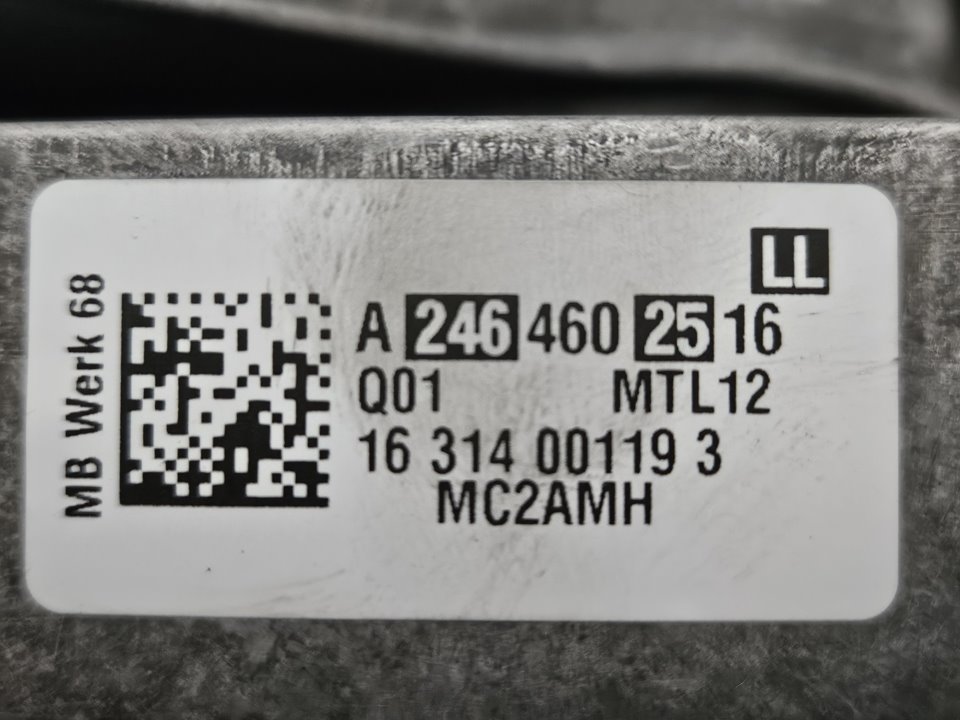 MB Werk 68
LL
A 246 460 25 16
Q01 MTL12
16 314 00119 3
MC2AMH